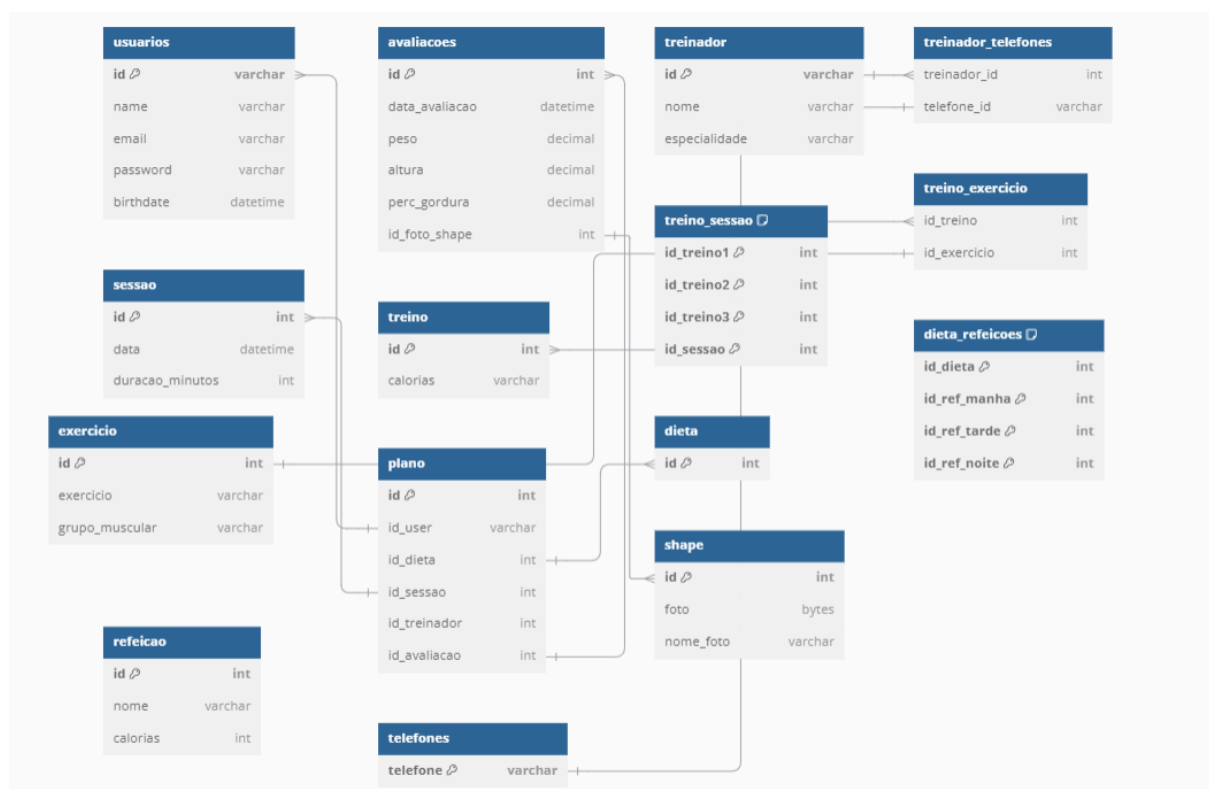 usuarios
id varchar
name varchar
email varchar
password varchar
birthdate datetime
avaliacoes
id int
data_avaliacao datetime
peso decimal
altura decimal
perc_gordura decimal
id_foto_shape int
treinador
id varchar
nome varchar
especialidade varchar
treinador_telefones
treinador_id int
telefone_id varchar
treino_exercicio
id_treino int
id_exercicio int
treino_sessao
id_treino1 int
id_treino2 int
id_treino3 int
id_sessao int
sessao
id int
data datetime
duracao_minutos int
treino
id int
calorias varchar
dieta_refeicoes
id_dieta int
id_ref_manha int
id_ref_tarde int
id_ref_noite int
exercicio
id int
exercicio varchar
grupo_muscular varchar
plano
id int
id_user varchar
id_dieta int
id_sessao int
id_treinador int
id_avaliacao int
dieta
id int
shape
id int
foto bytes
nome_foto varchar
refeicao
id int
nome varchar
calorias int
telefones
telefone varchar